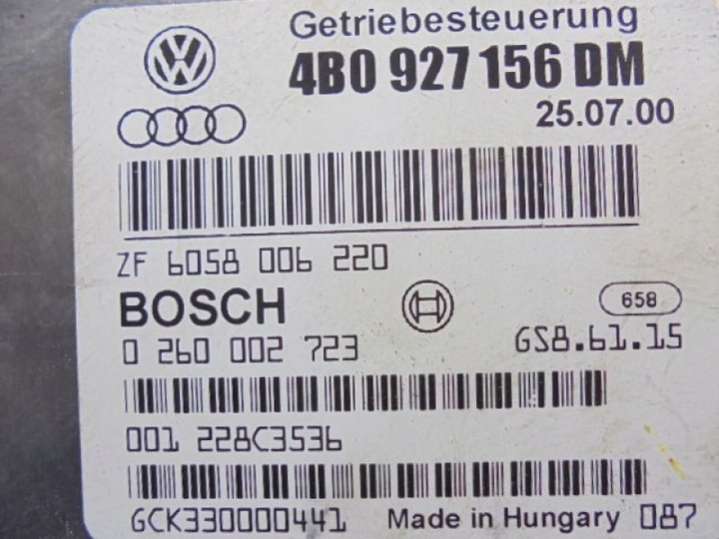 Getriebesteuerung
4B0 927 156 DM
25.07.00
ZF 6058 006 220
BOSCH
658
0 260 002 723
GS8.61.15
001 228C3536
GCK330000441 Made in Hungary 087